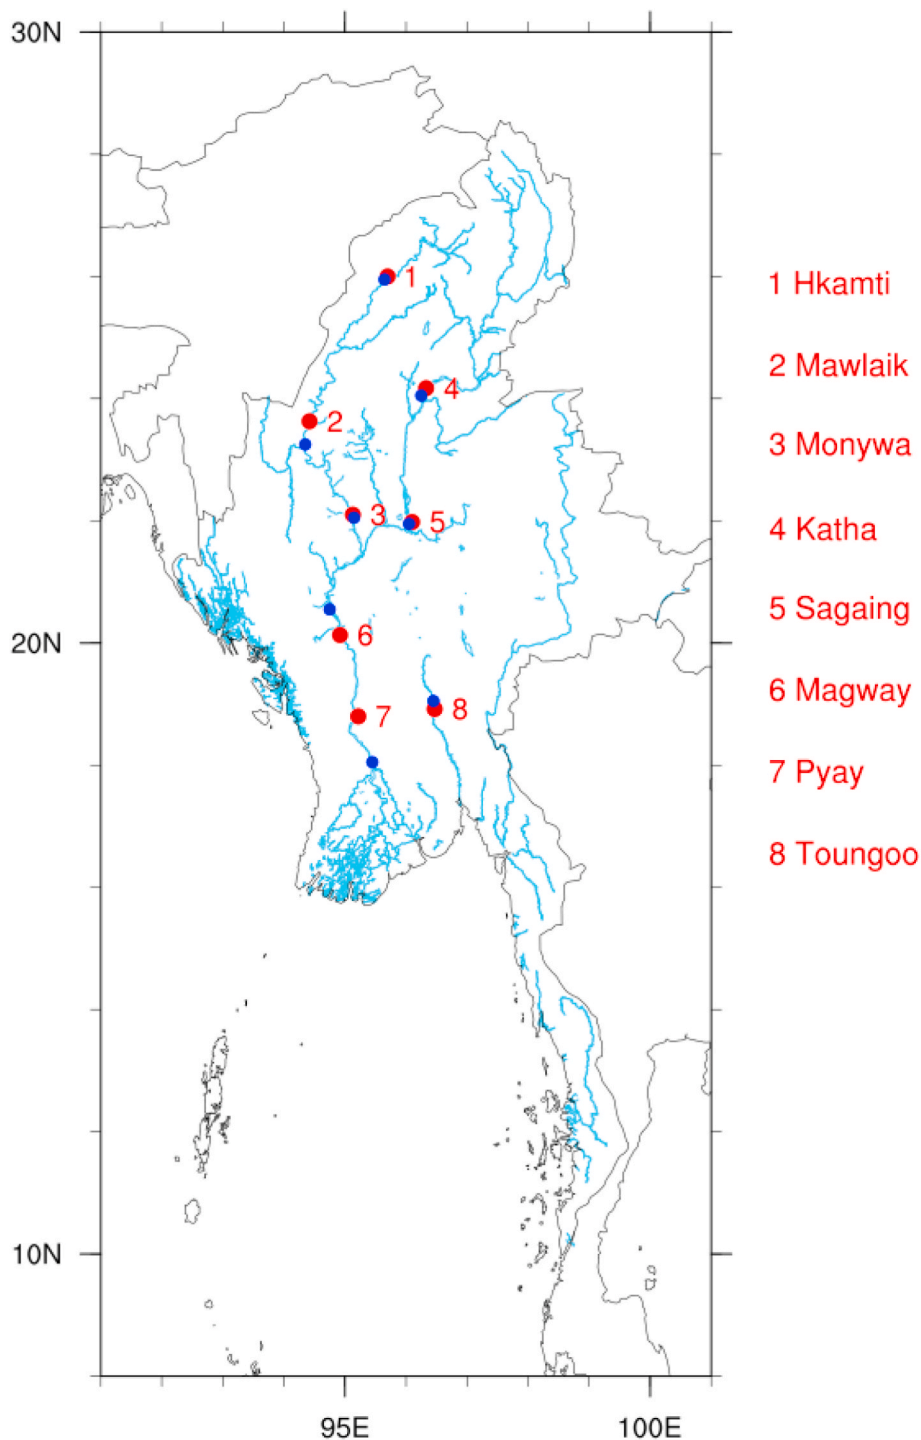 30N
20N
10N
95E
100E
1
2
3
4
5
6
7
8
1 Hkamti
2 Mawlaik
3 Monywa
4 Katha
5 Sagaing
6 Magway
7 Pyay
8 Toungoo